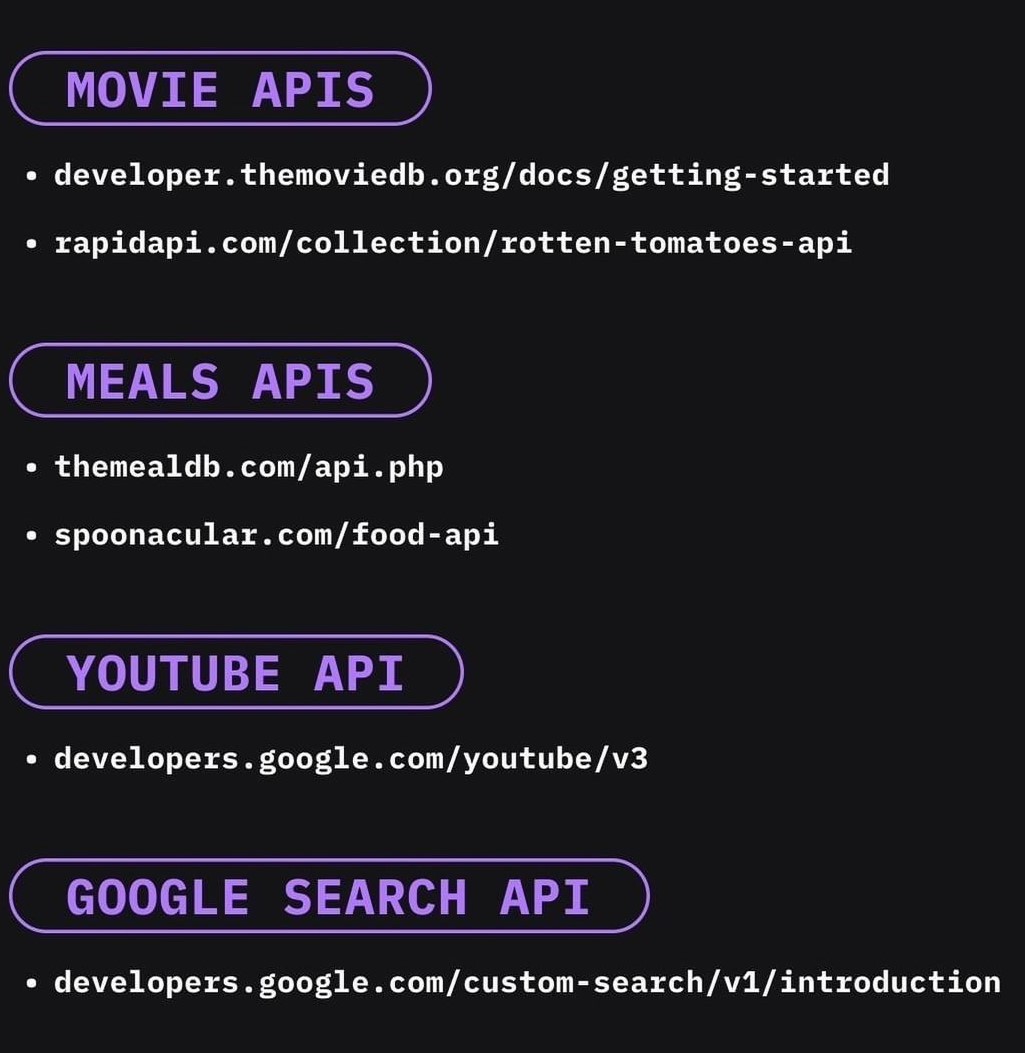 MOVIE APIS
• developer.themoviedb.org/docs/getting-started
• rapidapi.com/collection/rotten-tomatoes-api
MEALS APIS
• themealdb.com/api.php
• spoonacular.com/food-api
YOUTUBE API
• developers.google.com/youtube/v3
GOOGLE SEARCH API
• developers.google.com/custom-search/v1/introduction